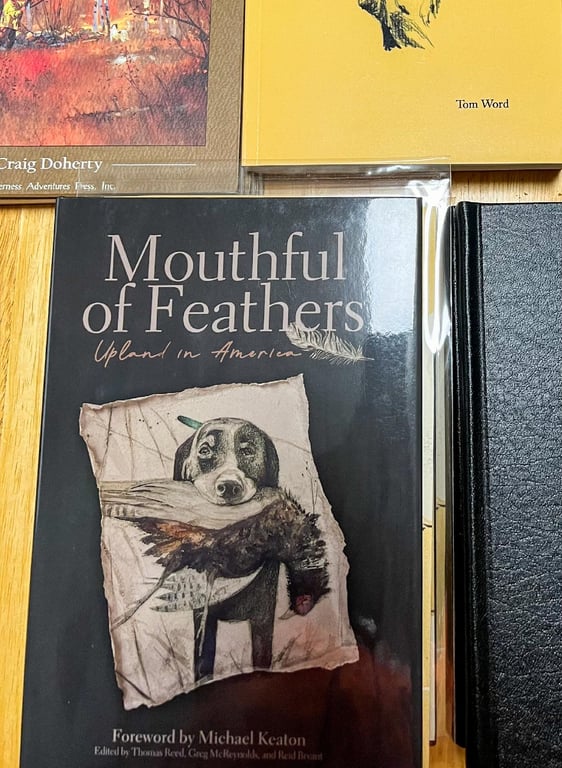 Craig Doherty
erness Adventures Press, Inc.
Tom Word
Mouthful
of Feathers
Upland in America
Foreword by Michael Keaton
Edited by Thomas Reed, Greg McReynolds, and Reid Bryant